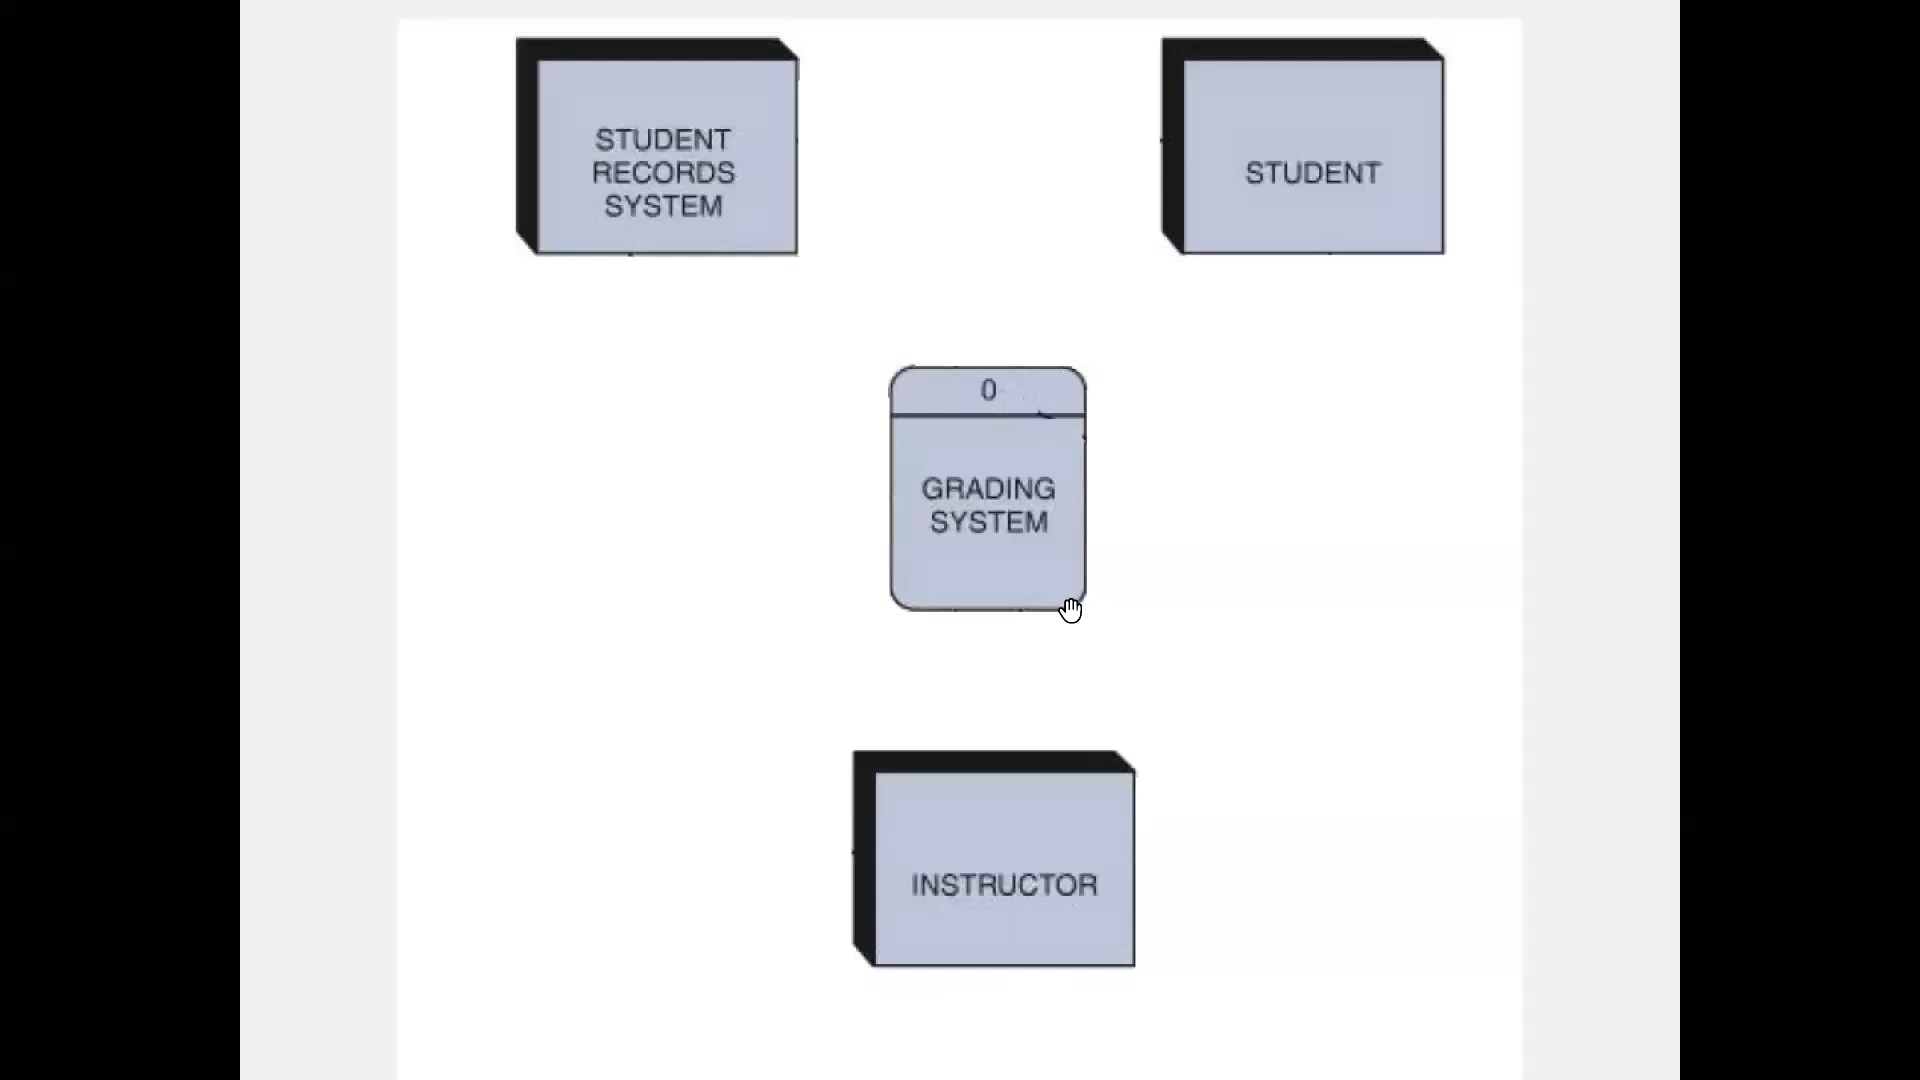 STUDENT
RECORDS
SYSTEM
STUDENT
0
GRADING
SYSTEM
INSTRUCTOR